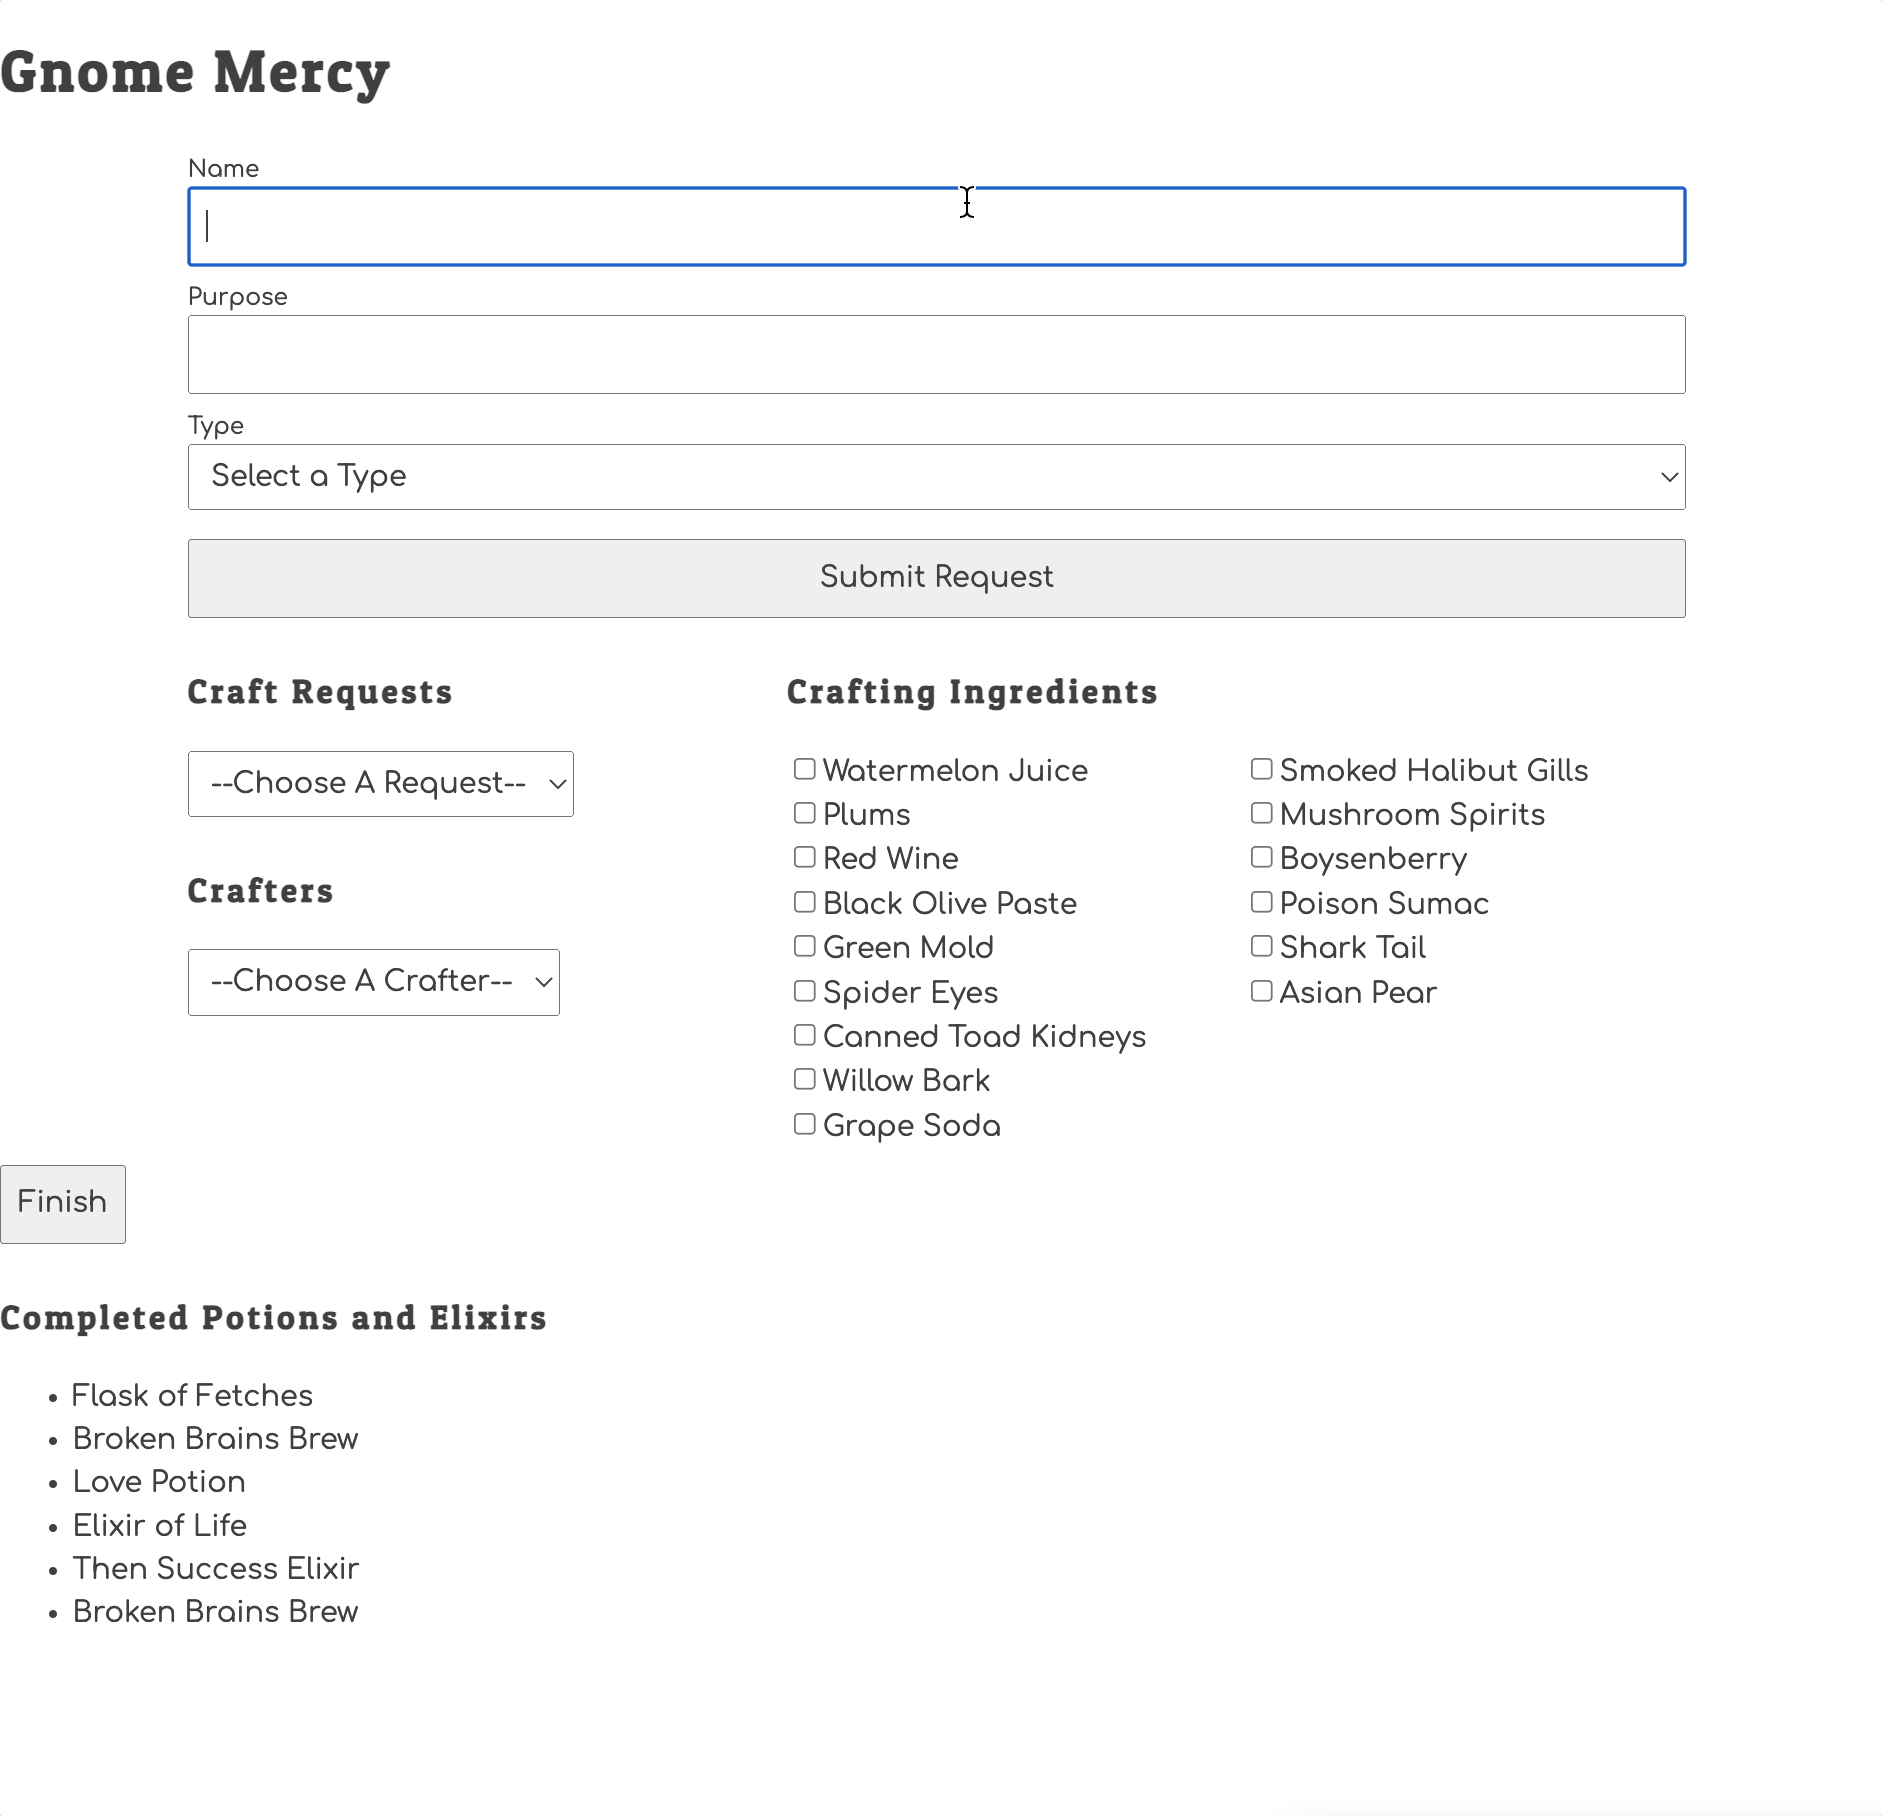 Gnome Mercy
Name
Purpose
Type
Select a Type
Submit Request
Craft Requests
--Choose A Request--
Crafters
--Choose A Crafter--
Crafting Ingredients
Watermelon Juice
Plums
Red Wine
Black Olive Paste
Green Mold
Spider Eyes
Canned Toad Kidneys
Willow Bark
Grape Soda
Smoked Halibut Gills
Mushroom Spirits
Boysenberry
Poison Sumac
Shark Tail
Asian Pear
Finish
Completed Potions and Elixirs
Flask of Fetches
Broken Brains Brew
Love Potion
Elixir of Life
Then Success Elixir
Broken Brains Brew